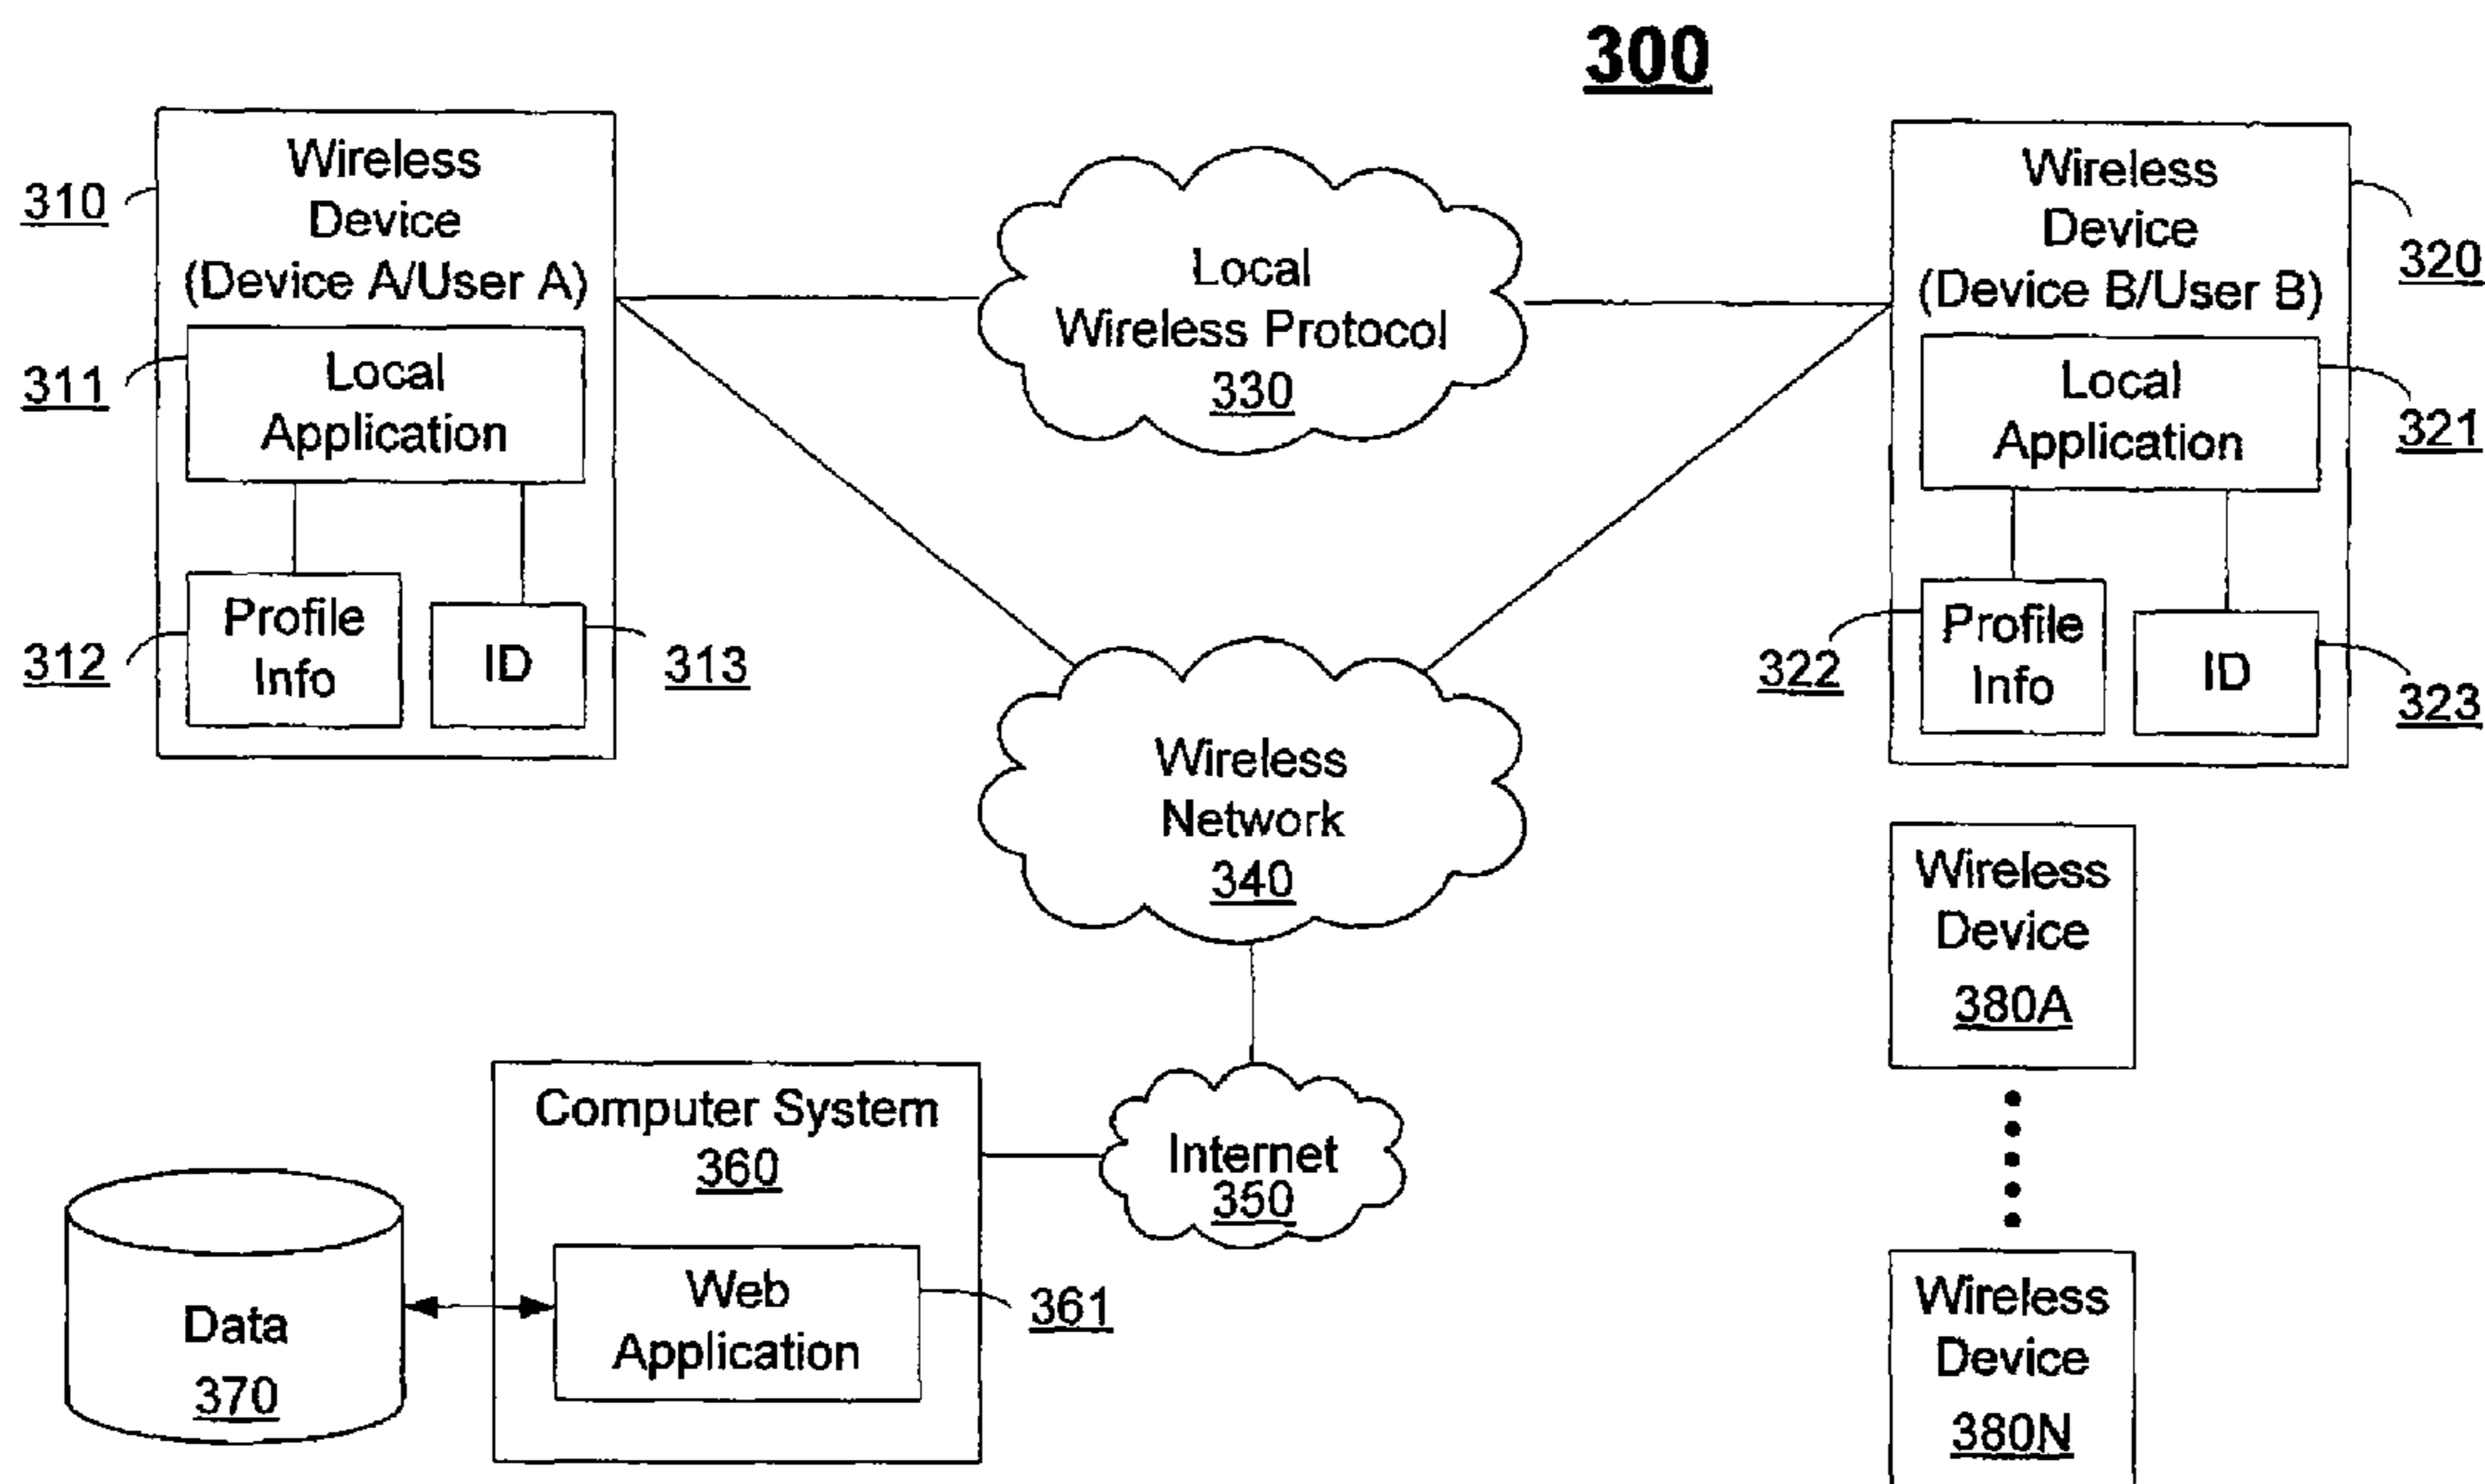 300
Wireless
Device
(Device A/User A)
310
Local
Application
311
Profile
Info
312
ID
313
Local
Wireless Protocol
330
Wireless
Device
(Device B/User B)
320
Local
Application
321
Profile
Info
322
ID
323
Wireless
Network
340
Wireless
Device
380A
Computer System
360
Internet
350
Web
Application
361
Data
370
Wireless
Device
380N